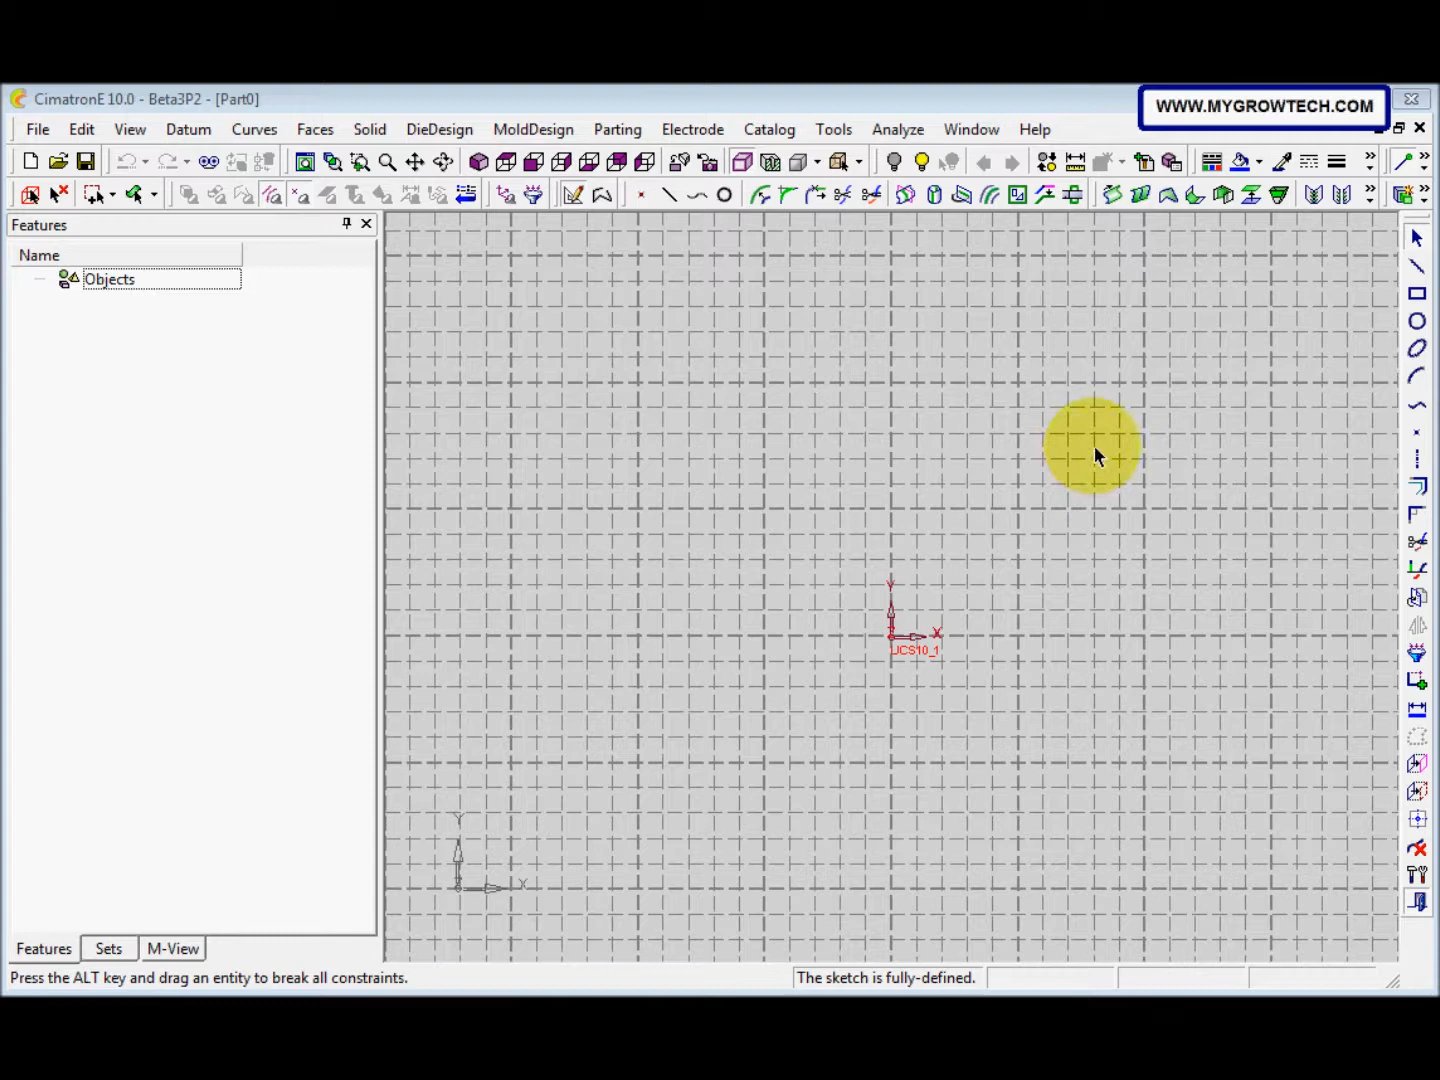 CimatronE 10.0 - Beta3P2 - [Part0]
WWW.MYGROWTECH.COM
File Edit View Datum Curves Faces Solid DieDesign MoldDesign Parting Electrode Catalog Tools Analyze Window Help
Features
Name
Objects
Y
X
UCS10_1
Y
X
Features Sets M-View
Press the ALT key and drag an entity to break all constraints.
The sketch is fully-defined.